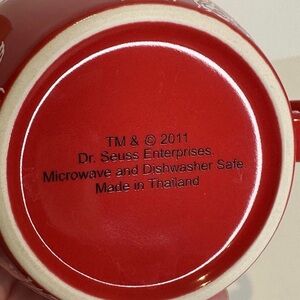 TM & © 2011
Dr. Seuss Enterprises.
Microwave and Dishwasher Safe.
Made in Thailand